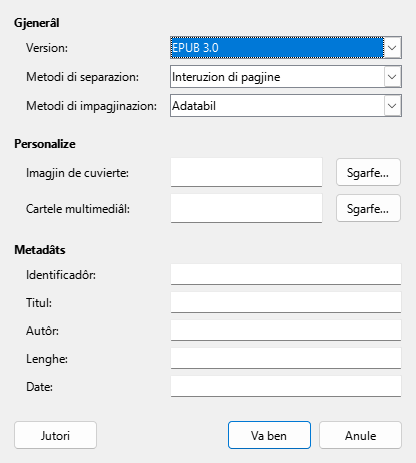 Gjenerâl
Version: EPUB 3.0
Metodi di separazion: Interuzion di pagjine
Metodi di impagjinazion: Adatabil
Personalize
Imagjin de cuvierte: Sgarfe...
Cartele multimediâl: Sgarfe...
Metadâts
Identificadôr:
Titul:
Autôr:
Lenghe:
Date:
Jutori Va ben Anule